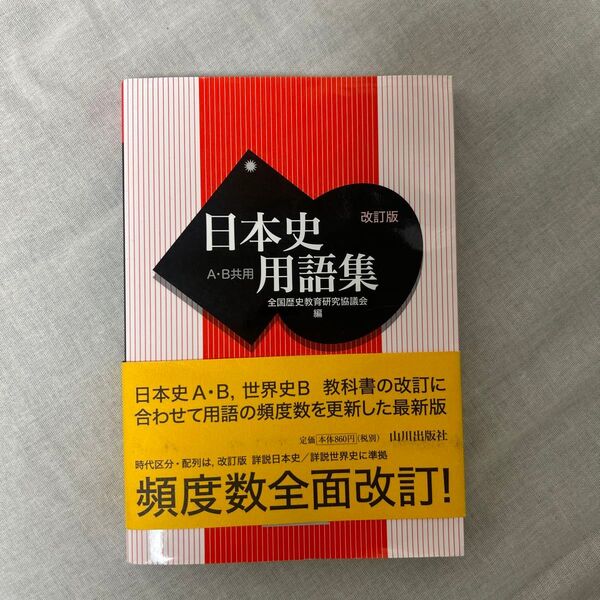 改訂版
日本史
A・B共用
用語集
全国歴史教育研究協議会
編
日本史A・B, 世界史B 教科書の改訂に
合わせて用語の頻度数を更新した最新版
定価 本体860円(税別) 山川出版社
時代区分・配列は, 改訂版 詳説日本史/詳説世界史に準拠
頻度数全面改訂!